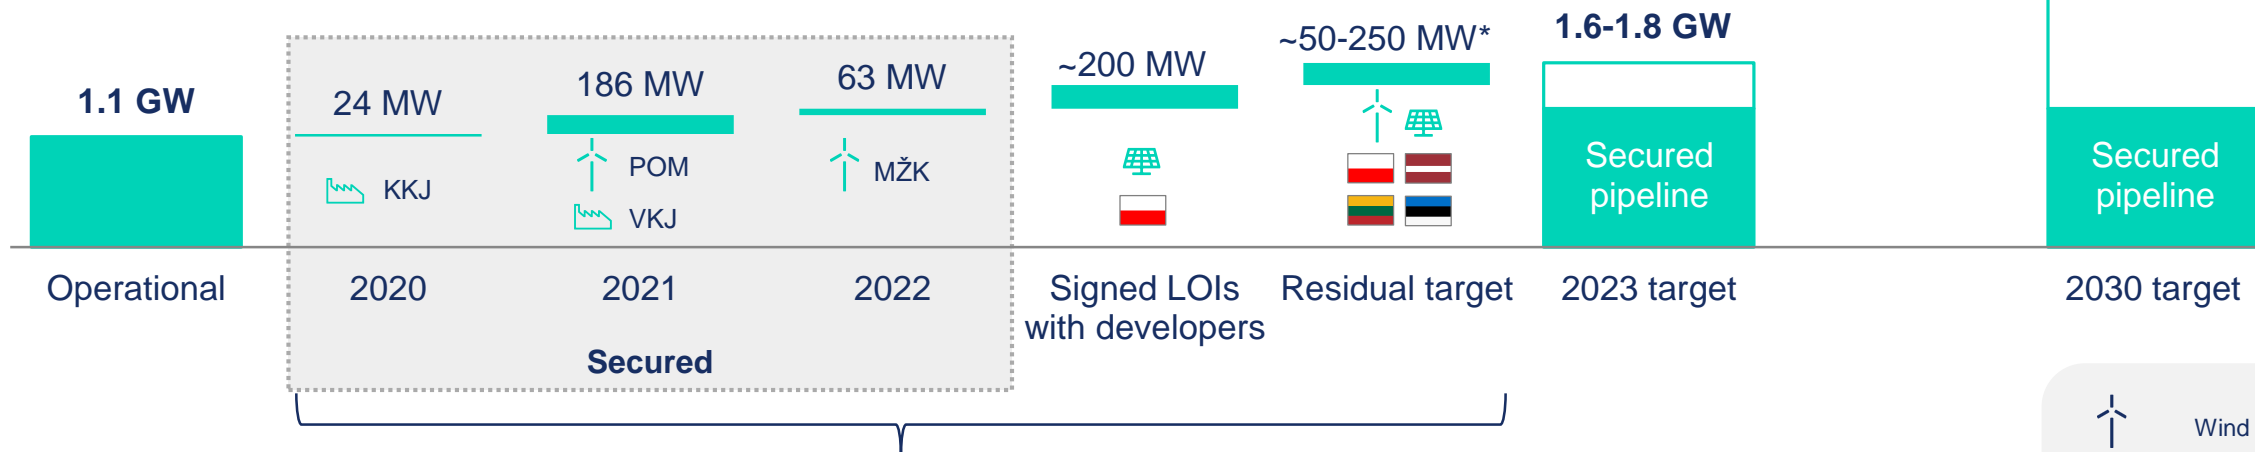 1.1 GW
24 MW
186 MW
63 MW
~200 MW
~50-250 MW*
1.6-1.8 GW
KKJ
POM
VKJ
MŽK
Secured
pipeline
Secured
pipeline
Operational
2020
2021
2022
Signed LOIs
with developers
Residual target
2023 target
2030 target
Secured
Wind